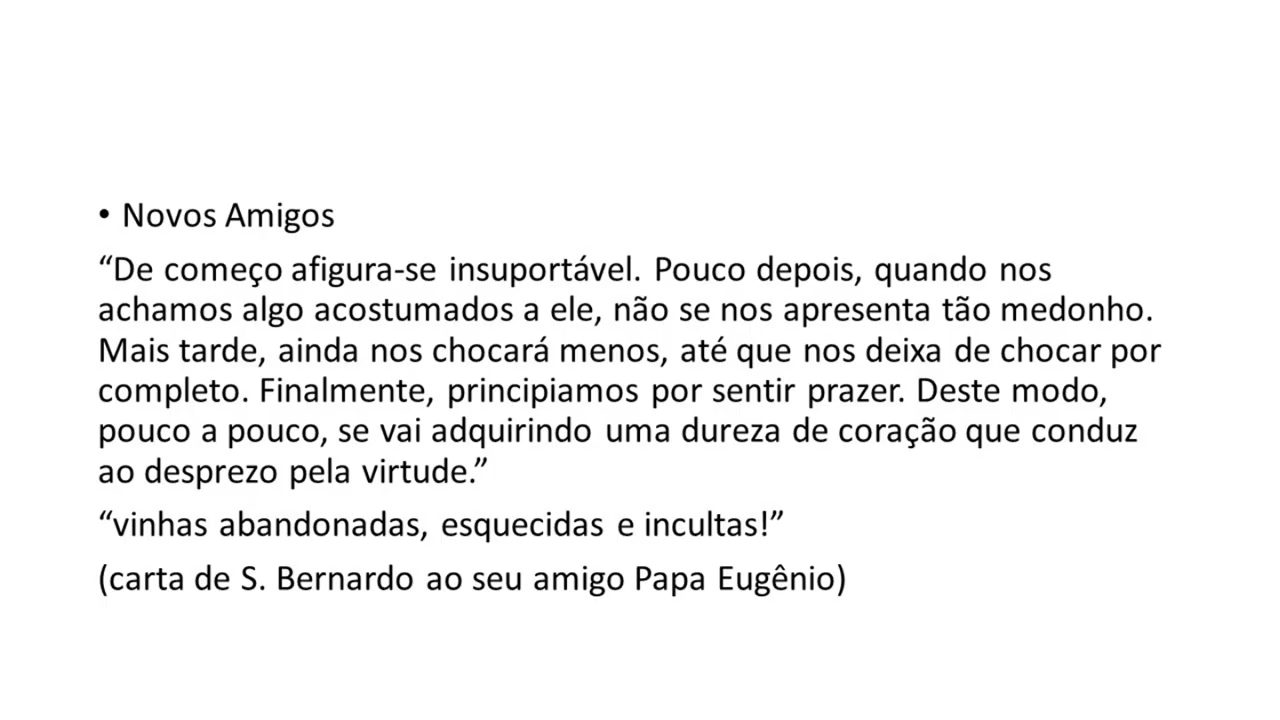 • Novos Amigos
“De começo afigura-se insuportável. Pouco depois, quando nos
achamos algo acostumados a ele, não se nos apresenta tão medonho.
Mais tarde, ainda nos chocará menos, até que nos deixa de chocar por
completo. Finalmente, principiamos por sentir prazer. Deste modo,
pouco a pouco, se vai adquirindo uma dureza de coração que conduz
ao desprezo pela virtude.”
“vinhas abandonadas, esquecidas e incultas!”
(carta de S. Bernardo ao seu amigo Papa Eugênio)